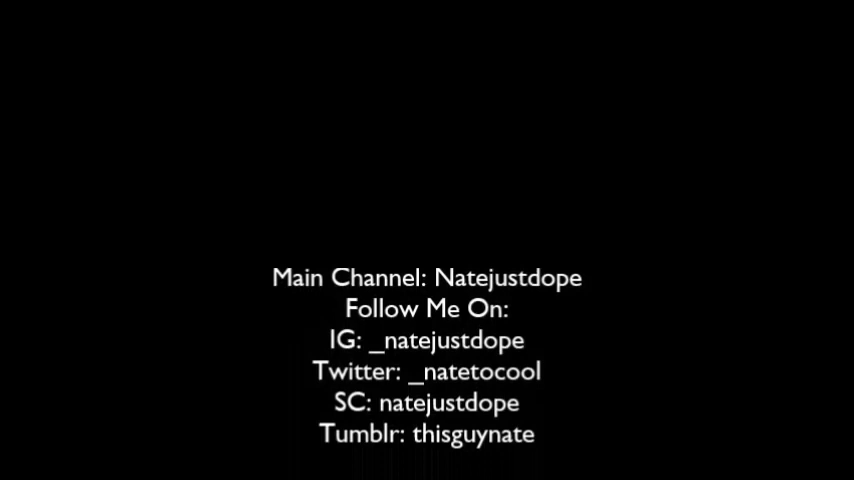 Main Channel: Natejustdope
Follow Me On:
IG: _natejustdope
Twitter: _natetocool
SC: natejustdope
Tumblr: thisguynate